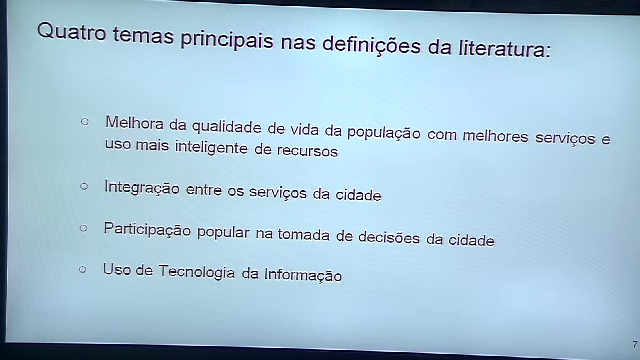 Quatro temas principais nas definições da literatura:
○ Melhora da qualidade de vida da população com melhores serviços e
uso mais inteligente de recursos
○ Integração entre os serviços da cidade
○ Participação popular na tomada de decisões da cidade
○ Uso de Tecnologia da Informação
7